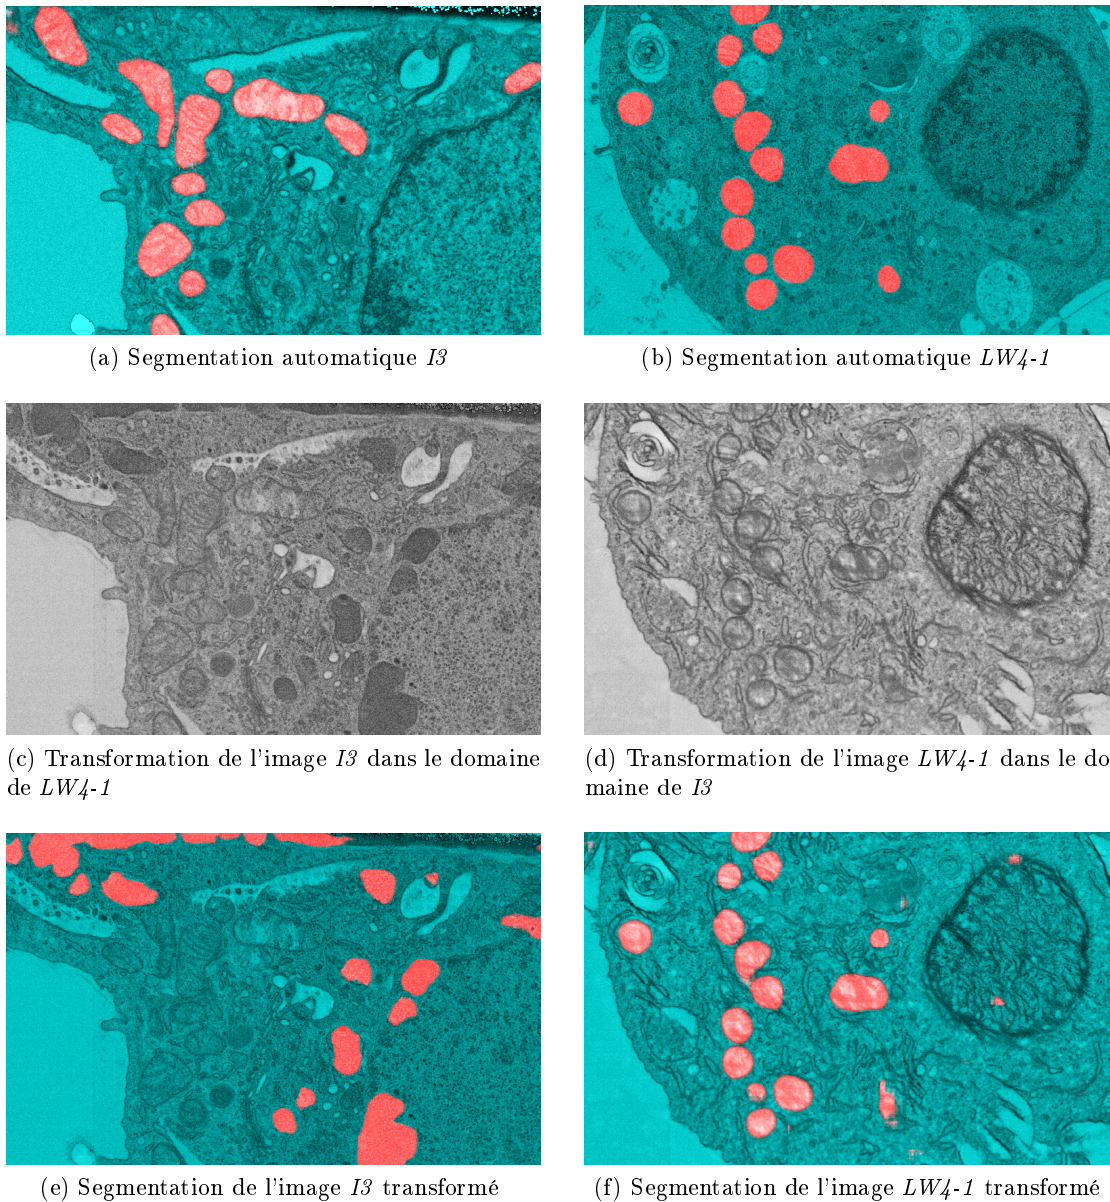 (a) Segmentation automatique I3
(b) Segmentation automatique LW4-1
(c) Transformation de l'image I3 dans le domaine
de LW4-1
(d) Transformation de l'image LW4-1 dans le do
maine de I3
(e) Segmentation de l'image I3 transformé
(f) Segmentation de l'image LW4-1 transformé